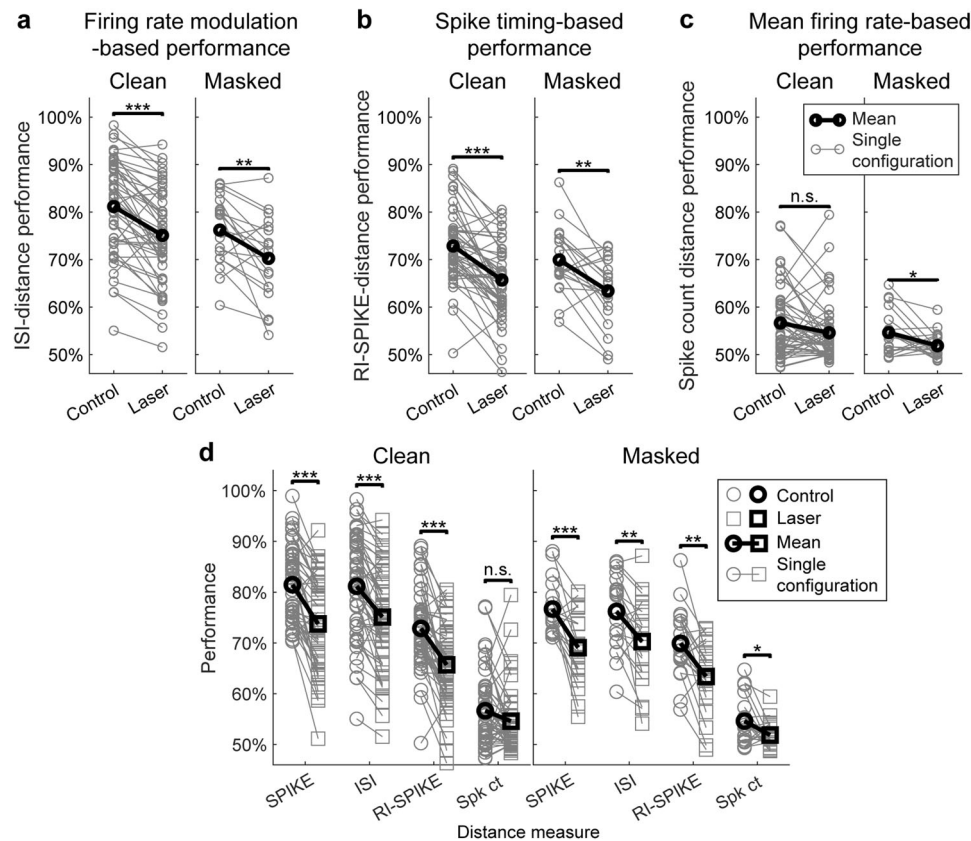 a Firing rate modulation
-based performance
Clean Masked
ISI-distance performance
100%
90%
80%
70%
60%
50%
***
**
Control Laser Control Laser
b Spike timing-based
performance
Clean Masked
RI-SPIKE-distance performance
100%
90%
80%
70%
60%
50%
***
**
Control Laser Control Laser
c Mean firing rate-based
performance
Clean Masked
Spike count distance performance
100%
90%
80%
70%
60%
50%
Mean
Single
configuration
n.s.
*
Control Laser Control Laser
d Clean Masked
Performance
100%
90%
80%
70%
60%
50%
*** *** *** n.s. *** ** ** *
Control
Laser
Mean
Single
configuration
SPIKE ISI RI-SPIKE Spk ct SPIKE ISI RI-SPIKE Spk ct
Distance measure